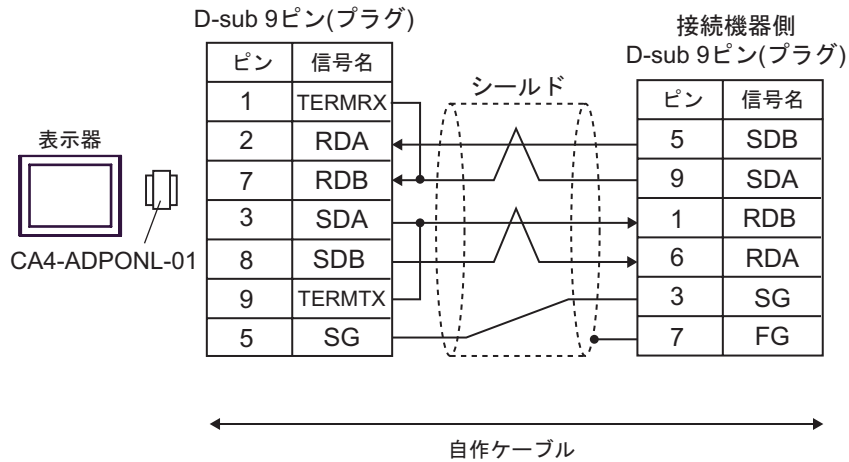 D-sub 9ピン(プラグ)
接続機器側
D-sub 9ピン(プラグ)
ピン 信号名
1 TERMRX
2 RDA
7 RDB
3 SDA
8 SDB
9 TERMTX
5 SG
シールド
ピン 信号名
5 SDB
9 SDA
1 RDB
6 RDA
3 SG
7 FG
表示器
CA4-ADPONL-01
自作ケーブル